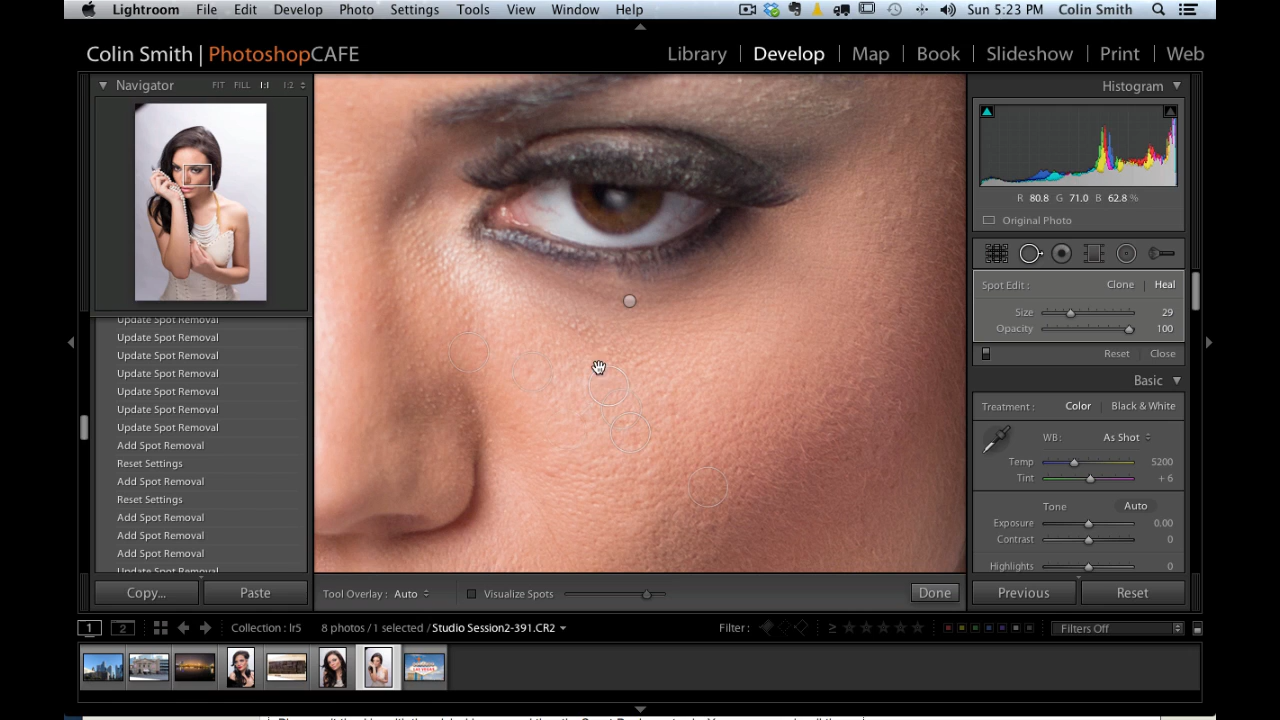 Lightroom File Edit Develop Photo Settings Tools View Window Help Sun 5:23 PM Colin Smith
Colin Smith | PhotoshopCAFE
Library | Develop | Map | Book | Slideshow | Print | Web
Navigator FIT FILL 1:1 1:2
Update Spot Removal
Update Spot Removal
Update Spot Removal
Update Spot Removal
Update Spot Removal
Update Spot Removal
Update Spot Removal
Add Spot Removal
Reset Settings
Add Spot Removal
Reset Settings
Add Spot Removal
Add Spot Removal
Add Spot Removal
Update Spot Removal
Copy... Paste
Tool Overlay : Auto Visualize Spots Done
Histogram
R 80.8 G 71.0 B 62.8 %
Original Photo
Spot Edit : Clone | Heal
Size 29
Opacity 100
Reset Close
Basic
Treatment : Color | Black & White
WB : As Shot
Temp 5200
Tint + 6
Tone Auto
Exposure 0.00
Contrast 0
Highlights 0
Previous Reset
1 2 Collection : lr5 8 photos / 1 selected / Studio Session2-391.CR2 Filter : ≥ Filters Off
LAS VEGAS